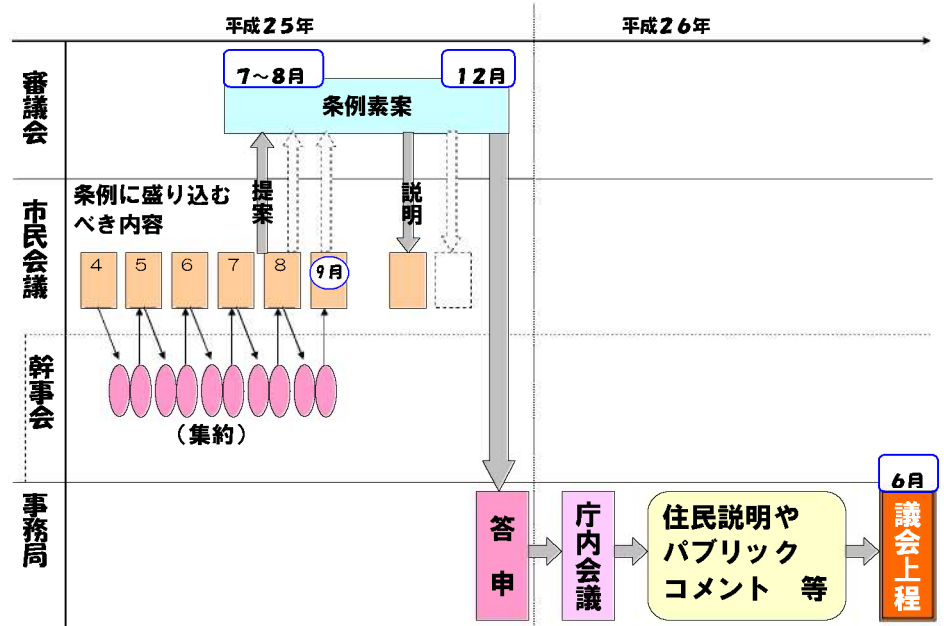 平成２５年
平成２６年
審議会
７～８月
１２月
条例素案
市民会議
条例に盛り込む
べき内容
提案
説明
４
５
６
７
８
９月
幹事会
（集約）
事務局
答申
庁内会議
住民説明や
パブリック
コメント　等
６月
議会上程